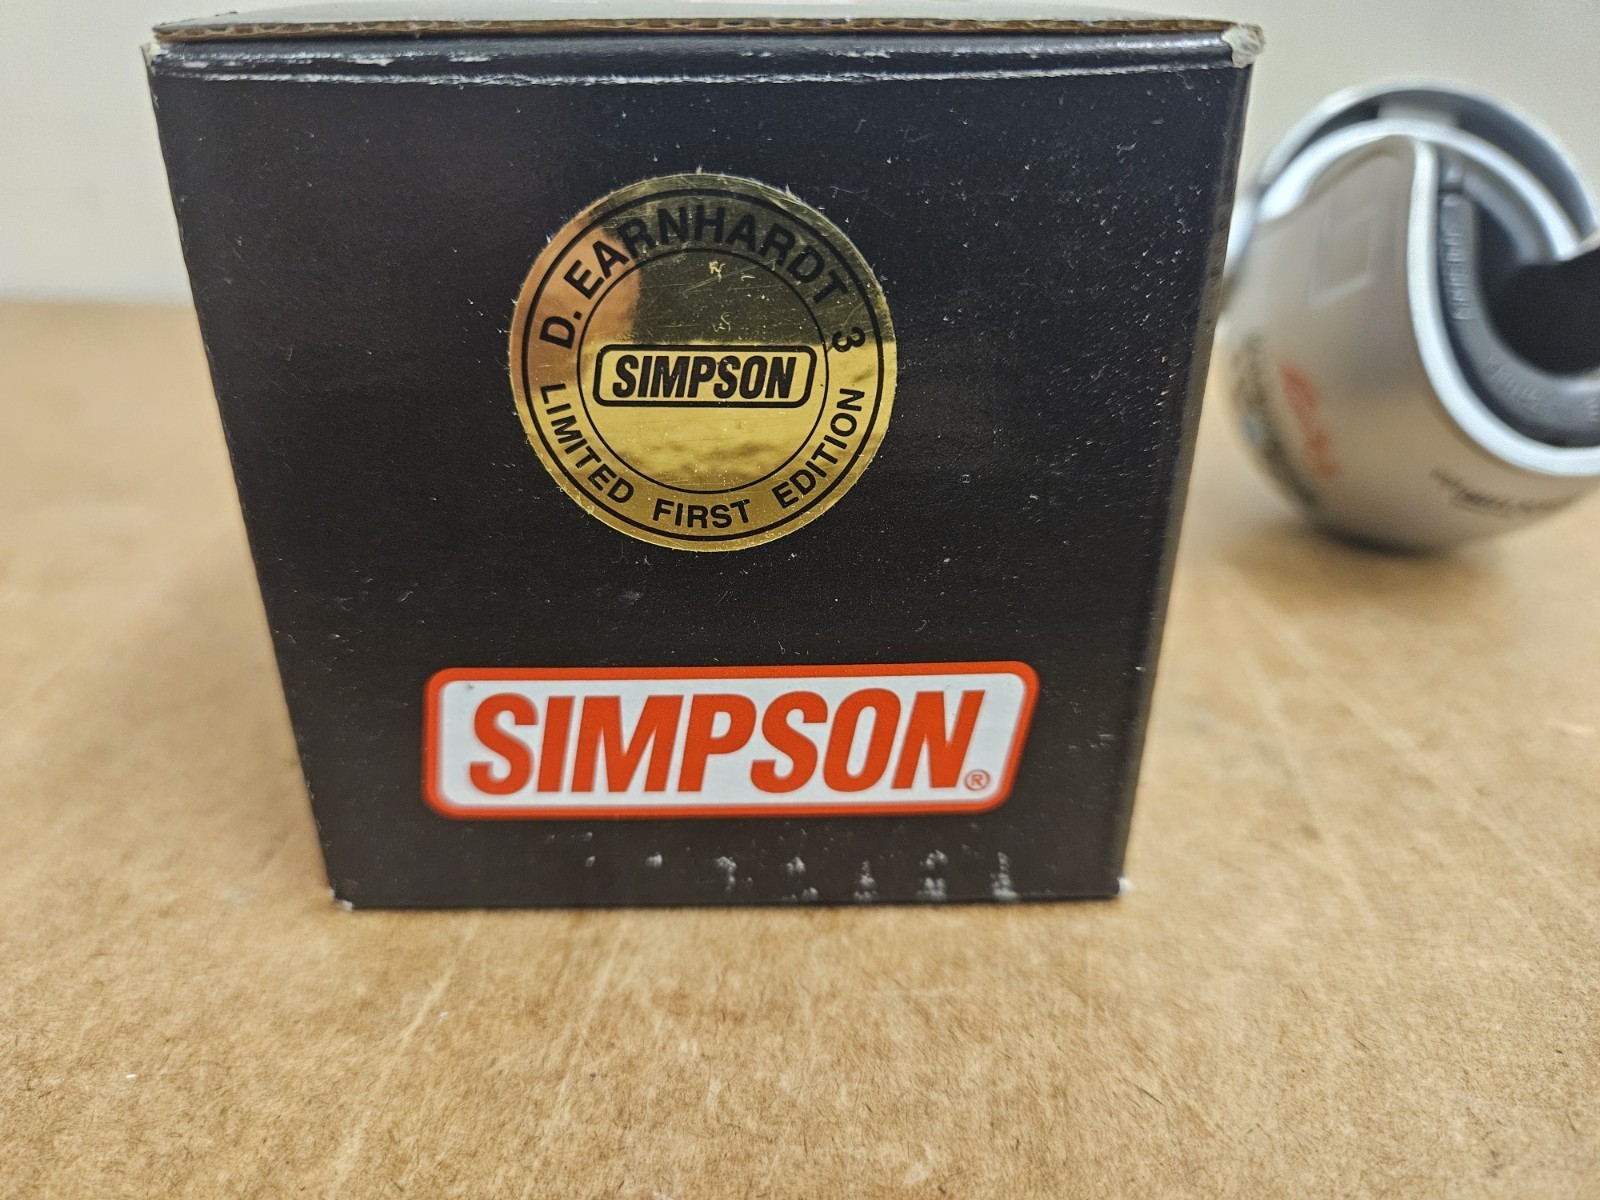 D. EARNHARDT 3
SIMPSON
LIMITED FIRST EDITION
SIMPSON®